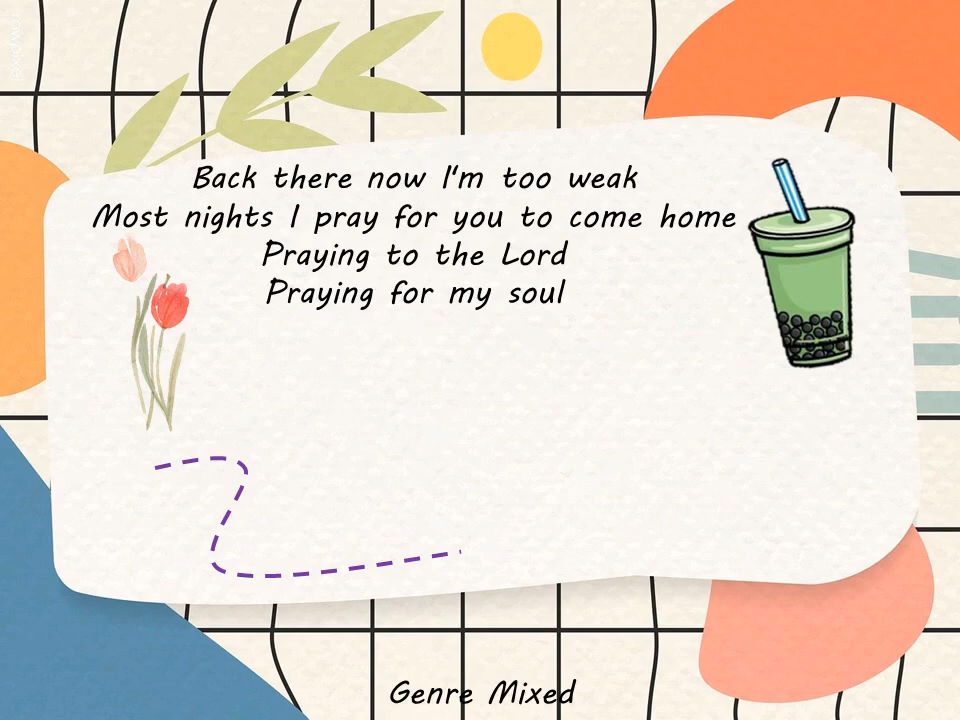 Back there now I'm too weak
Most nights I pray for you to come home
Praying to the Lord
Praying for my soul
Genre Mixed